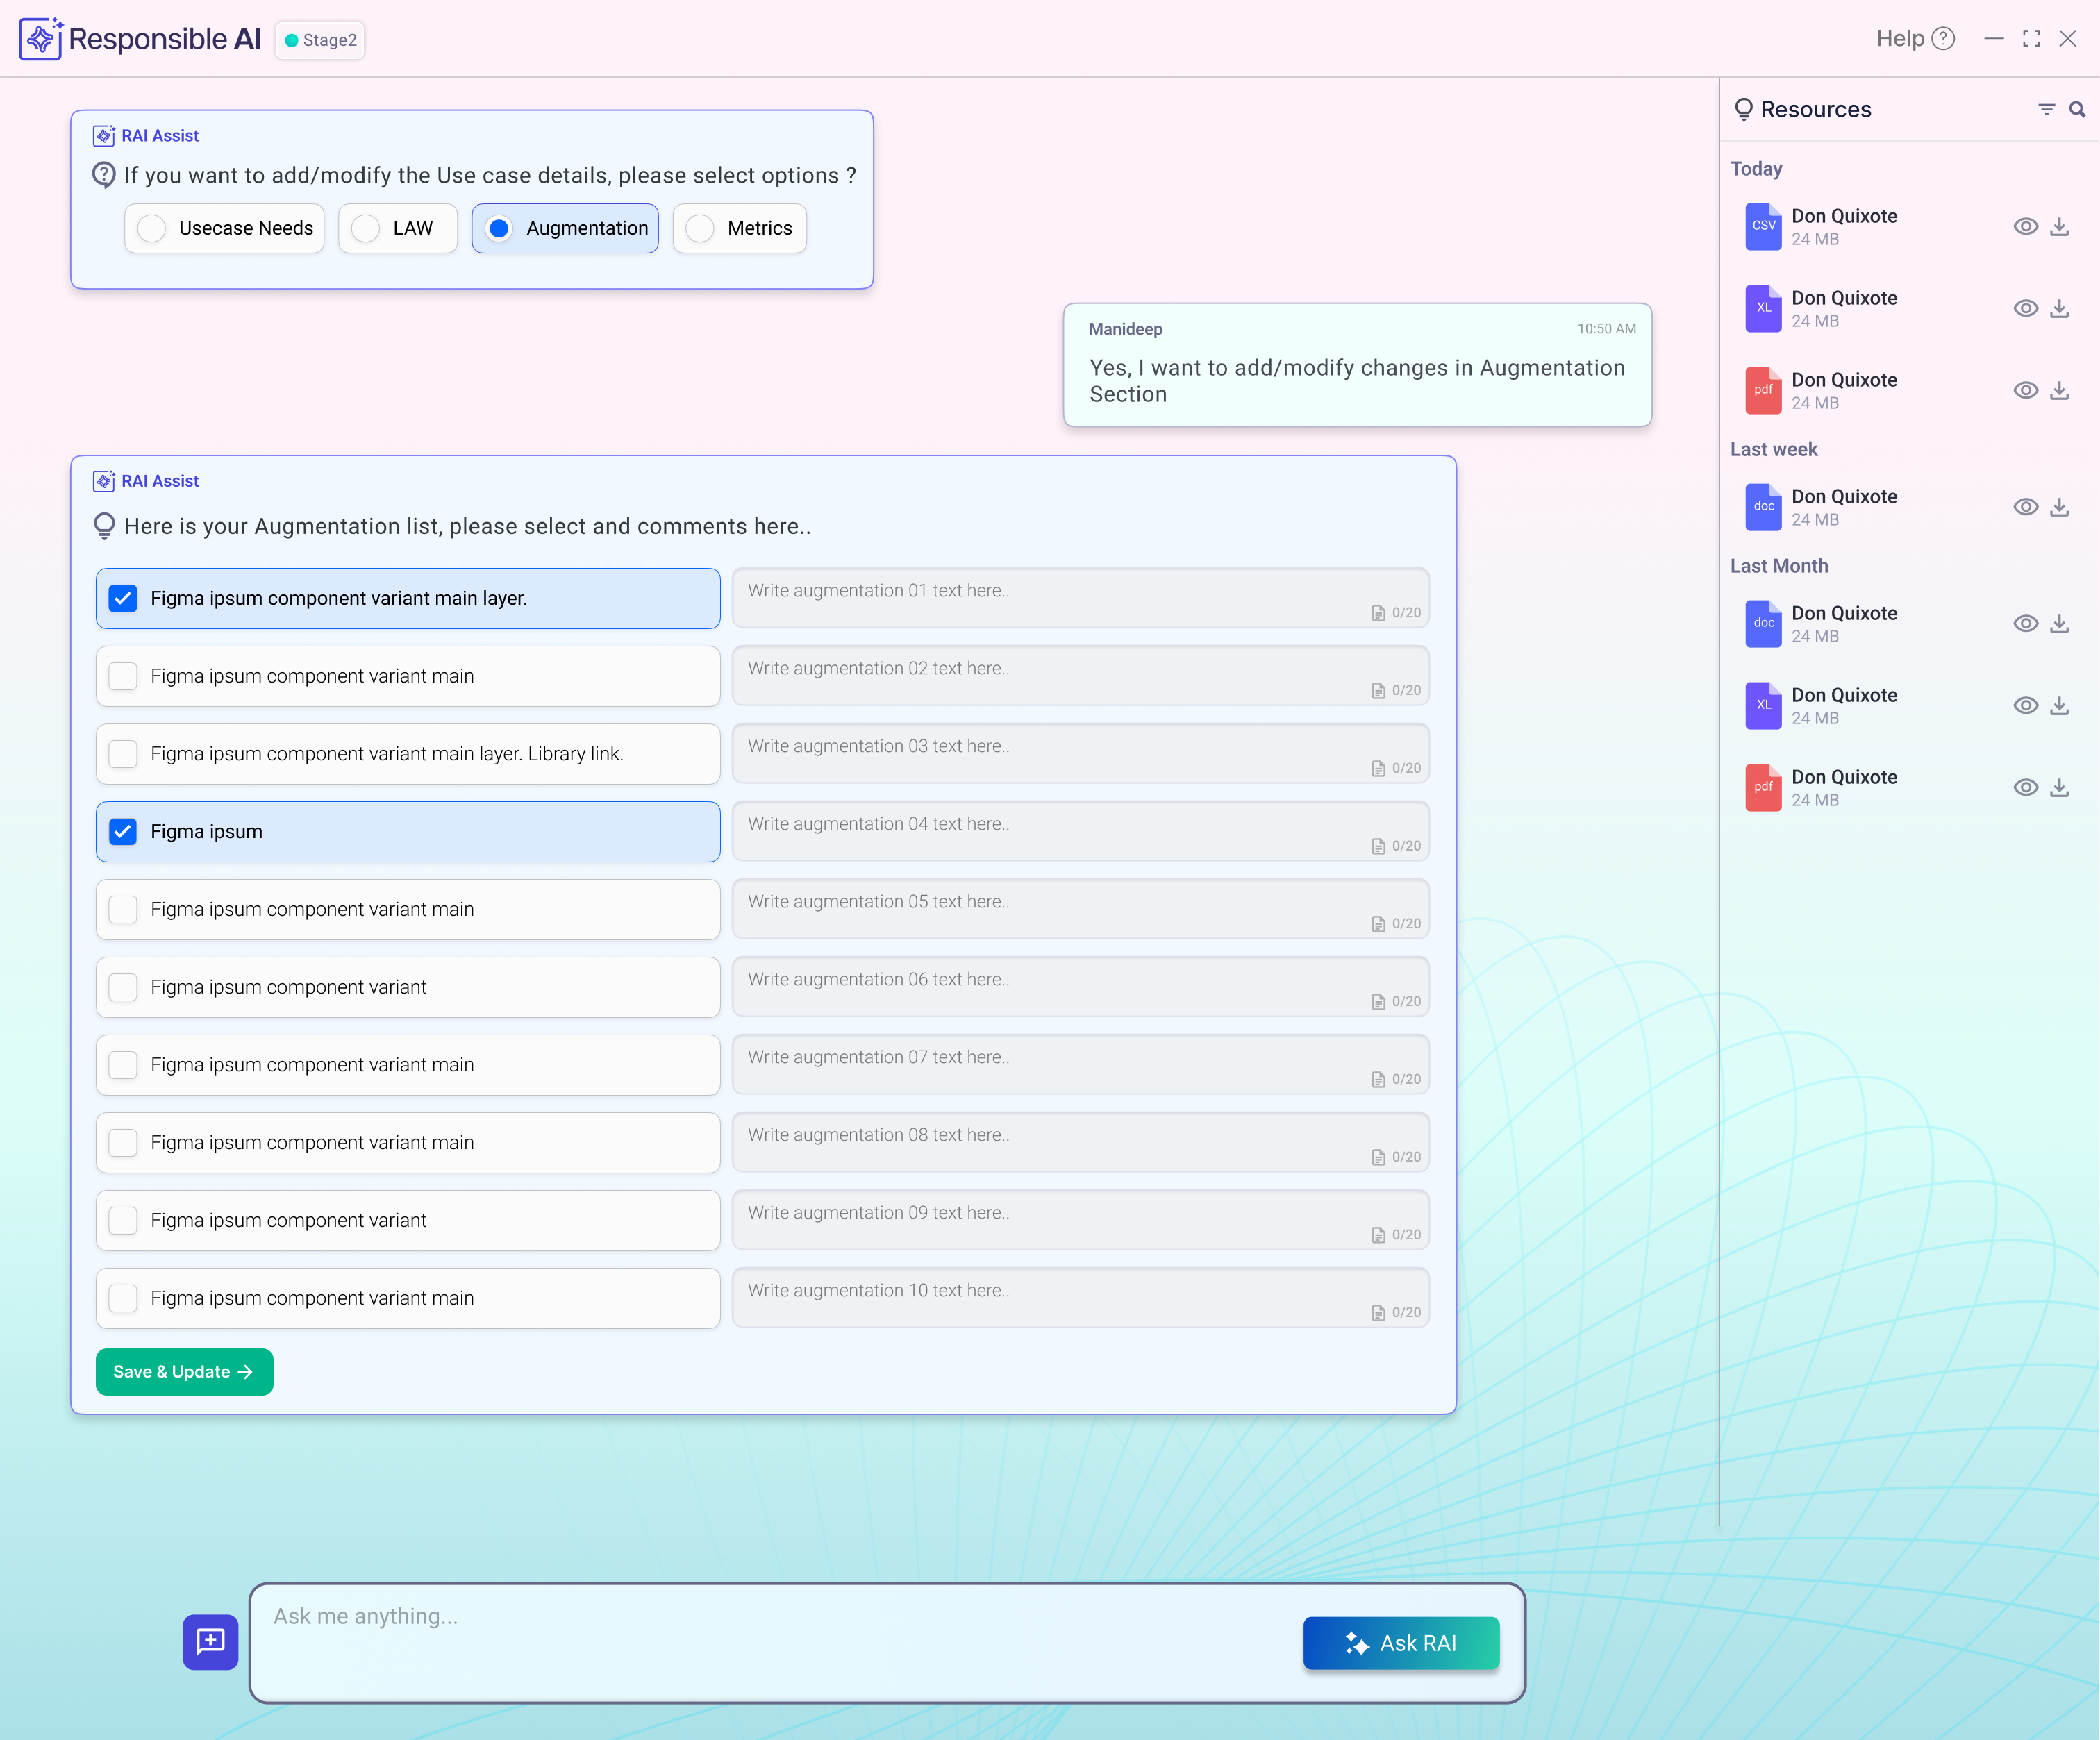 Responsible AI
Stage2
Help
RAI Assist
If you want to add/modify the Use case details, please select options ?
Usecase Needs
LAW
Augmentation
Metrics
Manideep
10:50 AM
Yes, I want to add/modify changes in Augmentation
Section
RAI Assist
Here is your Augmentation list, please select and comments here..
Figma ipsum component variant main layer.
Write augmentation 01 text here..
0/20
Figma ipsum component variant main
Write augmentation 02 text here..
0/20
Figma ipsum component variant main layer. Library link.
Write augmentation 03 text here..
0/20
Figma ipsum
Write augmentation 04 text here..
0/20
Figma ipsum component variant main
Write augmentation 05 text here..
0/20
Figma ipsum component variant
Write augmentation 06 text here..
0/20
Figma ipsum component variant main
Write augmentation 07 text here..
0/20
Figma ipsum component variant main
Write augmentation 08 text here..
0/20
Figma ipsum component variant
Write augmentation 09 text here..
0/20
Figma ipsum component variant main
Write augmentation 10 text here..
0/20
Save & Update
Ask me anything...
Ask RAI
Resources
Today
CSV
Don Quixote
24 MB
XL
Don Quixote
24 MB
pdf
Don Quixote
24 MB
Last week
doc
Don Quixote
24 MB
Last Month
doc
Don Quixote
24 MB
XL
Don Quixote
24 MB
pdf
Don Quixote
24 MB